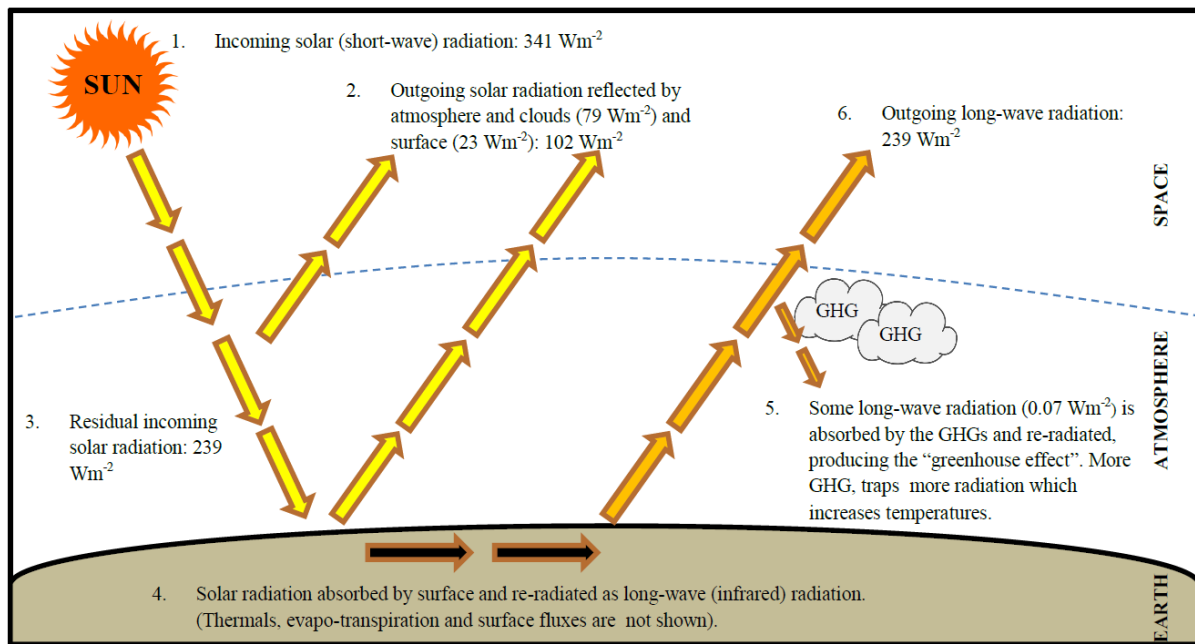 1. Incoming solar (short-wave) radiation: 341 Wm-2
SUN
2. Outgoing solar radiation reflected by
atmosphere and clouds (79 Wm-2) and
surface (23 Wm-2): 102 Wm-2
6. Outgoing long-wave radiation:
239 Wm-2
SPACE
GHG
GHG
3. Residual incoming
solar radiation: 239
Wm-2
5. Some long-wave radiation (0.07 Wm-2) is
absorbed by the GHGs and re-radiated,
producing the “greenhouse effect”. More
GHG, traps more radiation which
increases temperatures.
ATMOSPHERE
4. Solar radiation absorbed by surface and re-radiated as long-wave (infrared) radiation.
(Thermals, evapo-transpiration and surface fluxes are not shown).
EARTH